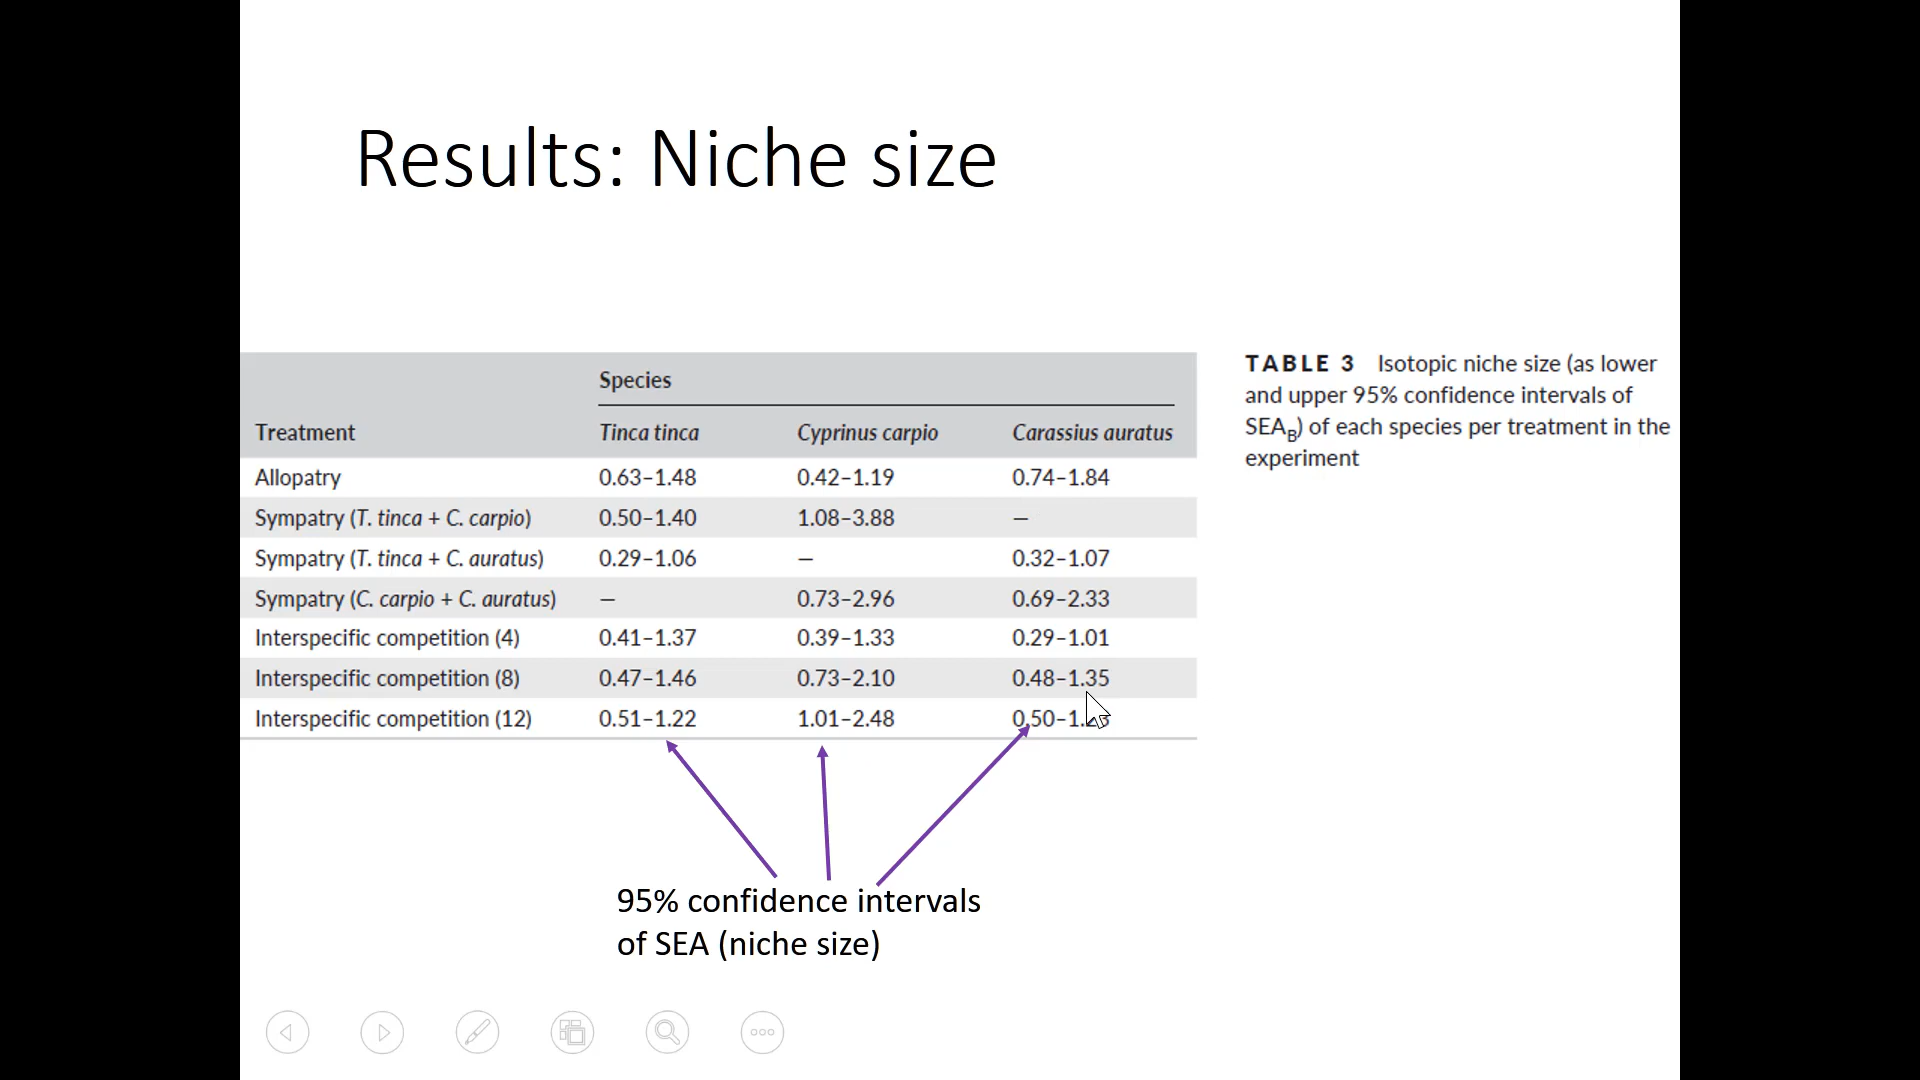 Results: Niche size
Species
Treatment Tinca tinca Cyprinus carpio Carassius auratus
Allopatry 0.63–1.48 0.42–1.19 0.74–1.84
Sympatry (T. tinca + C. carpio) 0.50–1.40 1.08–3.88 –
Sympatry (T. tinca + C. auratus) 0.29–1.06 – 0.32–1.07
Sympatry (C. carpio + C. auratus) – 0.73–2.96 0.69–2.33
Interspecific competition (4) 0.41–1.37 0.39–1.33 0.29–1.01
Interspecific competition (8) 0.47–1.46 0.73–2.10 0.48–1.35
Interspecific competition (12) 0.51–1.22 1.01–2.48
TABLE 3 Isotopic niche size (as lower
and upper 95% confidence intervals of
SEAB) of each species per treatment in the
experiment
95% confidence intervals
of SEA (niche size)